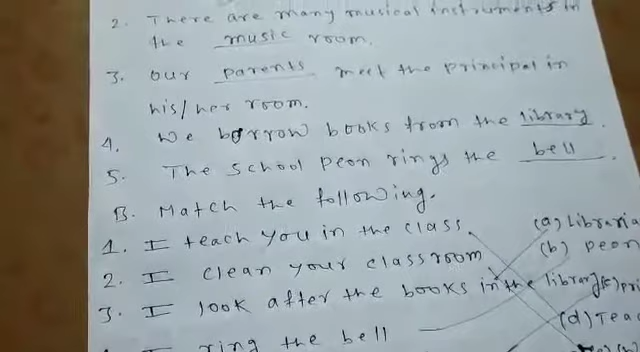 2. There are many musical instruments in
the music room.
3. Our parents meet the principal in
his/her room.
4. We borrow books from the library.
5. The school peon rings the bell.
B. Match the following.
1. I teach you in the class.
(a) Libraria
2. I clean your classroom
(b) peon
3. I look after the books in the library
(c) pri
(d) Teac
I ring the bell